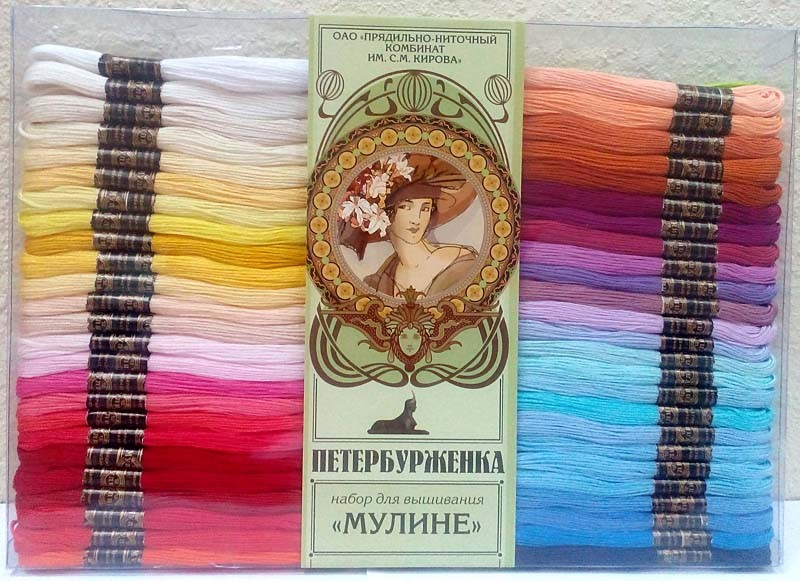 ОАО «ПРЯДИЛЬНО-НИТОЧНЫЙ
КОМБИНАТ
ИМ. С.М. КИРОВА»
ПЕТЕРБУРЖЕНКА
набор для вышивания
«МУЛИНЕ»